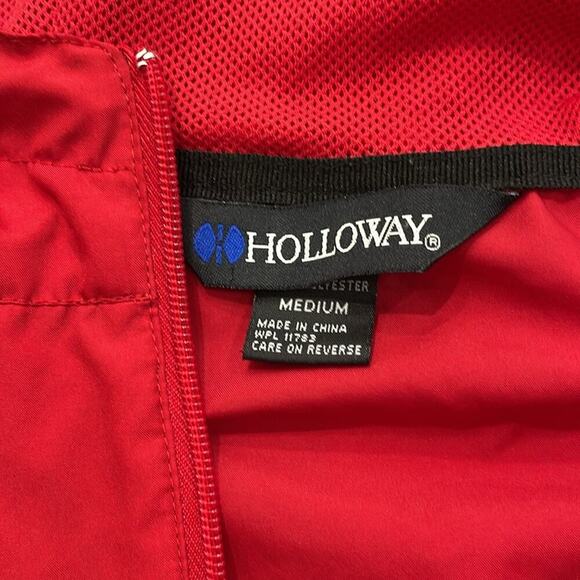 HOLLOWAY®
MEDIUM
MADE IN CHINA
WPL 11783
CARE ON REVERSE